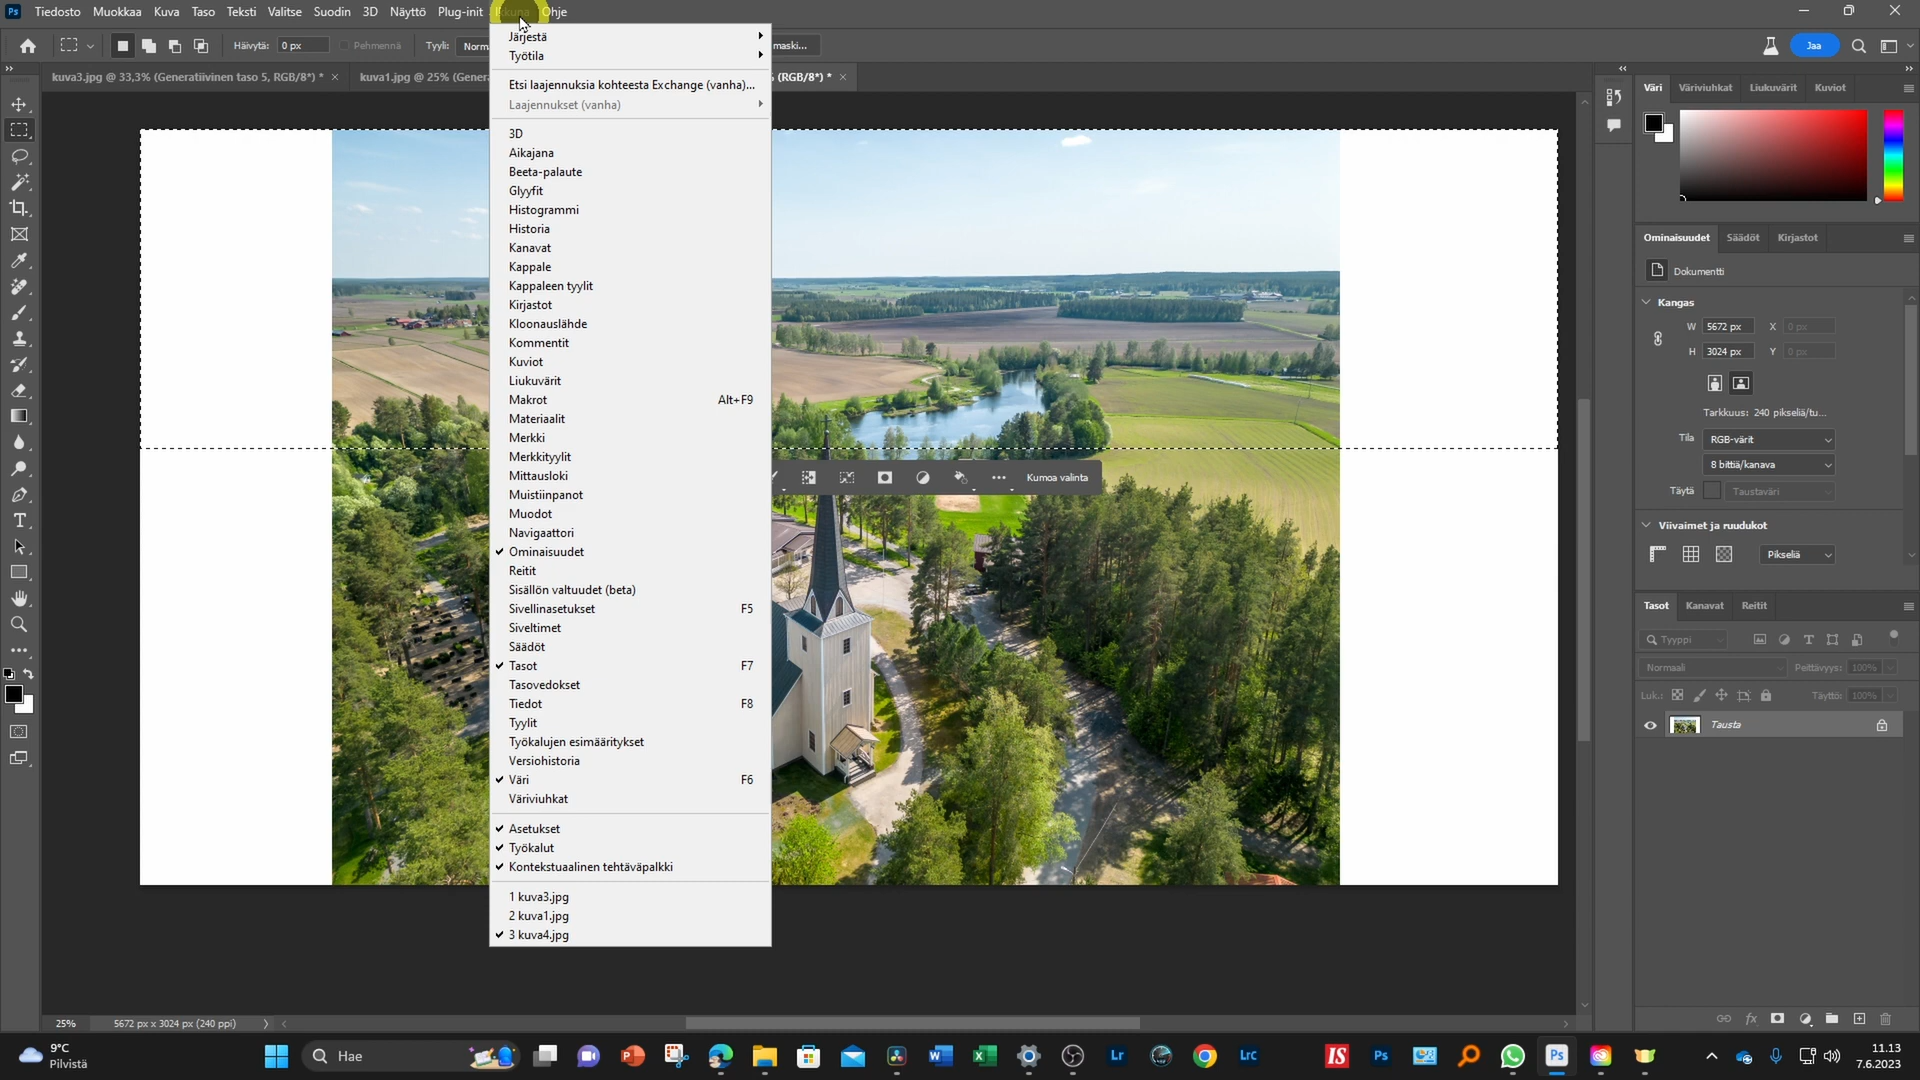 Ps Tiedosto Muokkaa Kuva Taso Teksti Valitse Suodin 3D Näyttö Plug-init Ikkuna Ohje
Häivytä: 0 px Pehmennä Tyyli: Norma
maski...
Jaa
kuva3.jpg @ 33,3% (Generatiivinen taso 5, RGB/8*) *
kuva1.jpg @ 25% (Genera
(RGB/8*) *
Järjestä
Työtila
Etsi laajennuksia kohteesta Exchange (vanha)...
Laajennukset (vanha)
3D
Aikajana
Beeta-palaute
Glyyfit
Histogrammi
Historia
Kanavat
Kappale
Kappaleen tyylit
Kirjastot
Kloonauslähde
Kommentit
Kuviot
Liukuvärit
Makrot Alt+F9
Materiaalit
Merkki
Merkkityylit
Mittausloki
Muistiinpanot
Muodot
Navigaattori
Ominaisuudet
Reitit
Sisällön valtuudet (beta)
Sivellinasetukset F5
Siveltimet
Säädöt
Tasot F7
Tasovedokset
Tiedot F8
Tyylit
Työkalujen esimääritykset
Versiohistoria
Väri F6
Väriviuhkat
Asetukset
Työkalut
Kontekstuaalinen tehtäväpalkki
1 kuva3.jpg
2 kuva1.jpg
3 kuva4.jpg
Kumoa valinta
Väri Väriviuhkat Liukuvärit Kuviot
Ominaisuudet Säädöt Kirjastot
Dokumentti
Kangas
W 5672 px X 0 px
H 3024 px Y 0 px
Tarkkuus: 240 pikseliä/tu...
Tila RGB-värit
8 bittiä/kanava
Täytä Taustaväri
Viivaimet ja ruudukot
Pikseliä
Tasot Kanavat Reitit
Tyyppi
Normaali Peittävyys: 100%
Luk.: Täyttö: 100%
Tausta
25% 5672 px x 3024 px (240 ppi)
9°C
Pilvistä
Hae
Lr
LrC
IS
Ps
Ps
11.13
7.6.2023